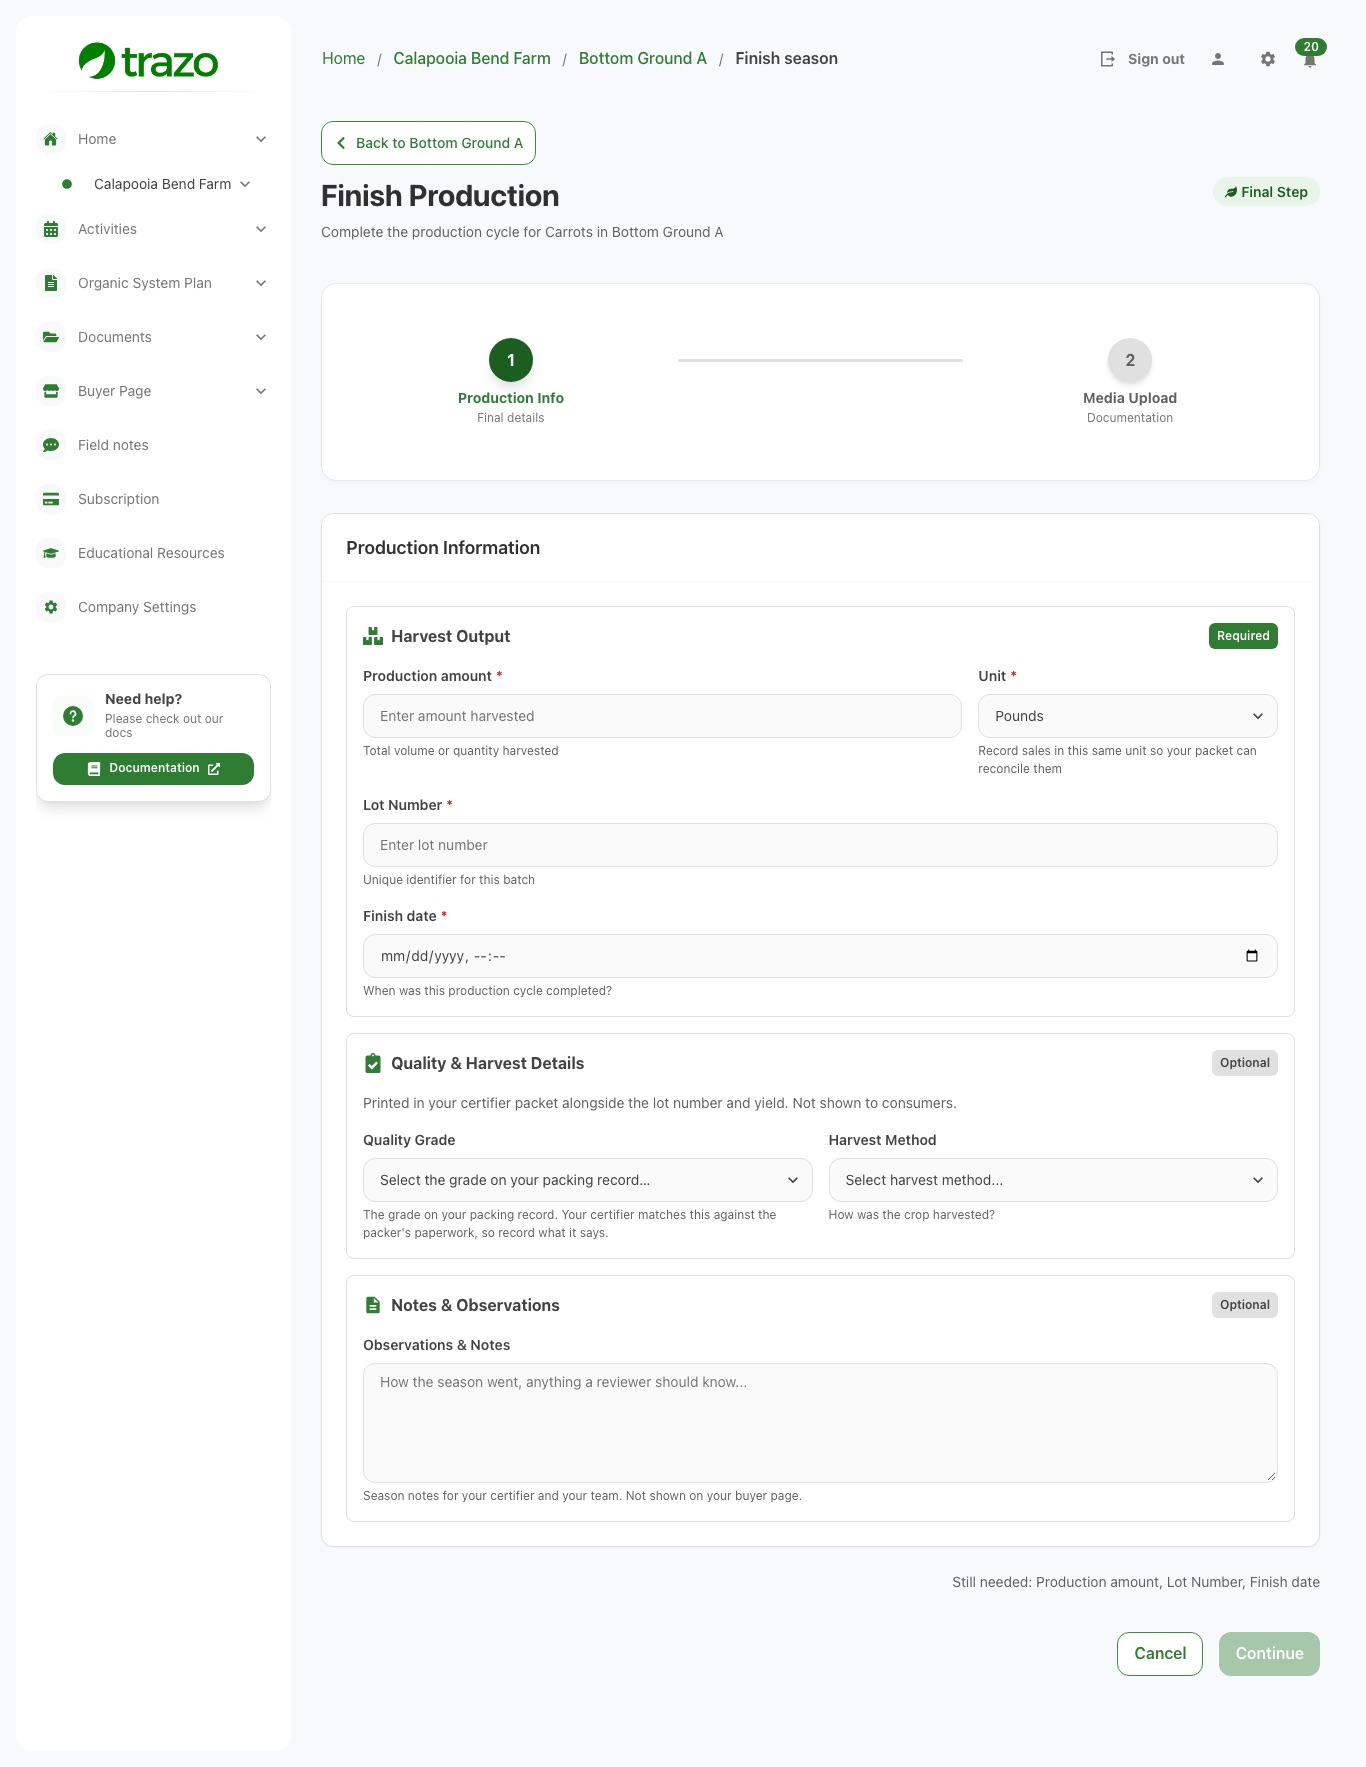 trazo
Home / Calapooia Bend Farm / Bottom Ground A / Finish season
Sign out
20
Home
Calapooia Bend Farm
Activities
Organic System Plan
Documents
Buyer Page
Field notes
Subscription
Educational Resources
Company Settings
Need help?
Please check out our
docs
Documentation
Back to Bottom Ground A
Finish Production
Final Step
Complete the production cycle for Carrots in Bottom Ground A
1
Production Info
Final details
2
Media Upload
Documentation
Production Information
Harvest Output
Required
Production amount *
Enter amount harvested
Total volume or quantity harvested
Unit *
Pounds
Record sales in this same unit so your packet can
reconcile them
Lot Number *
Enter lot number
Unique identifier for this batch
Finish date *
mm/dd/yyyy, --:--
When was this production cycle completed?
Quality & Harvest Details
Optional
Printed in your certifier packet alongside the lot number and yield. Not shown to consumers.
Quality Grade
Select the grade on your packing record...
The grade on your packing record. Your certifier matches this against the
packer's paperwork, so record what it says.
Harvest Method
Select harvest method...
How was the crop harvested?
Notes & Observations
Optional
Observations & Notes
How the season went, anything a reviewer should know...
Season notes for your certifier and your team. Not shown on your buyer page.
Still needed: Production amount, Lot Number, Finish date
Cancel
Continue